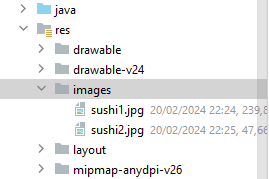 java
res
drawable
drawable-v24
images
sushi1.jpg 20/02/2024 22:24, 239,8
sushi2.jpg 20/02/2024 22:25, 47,66
layout
mipmap-anydpi-v26